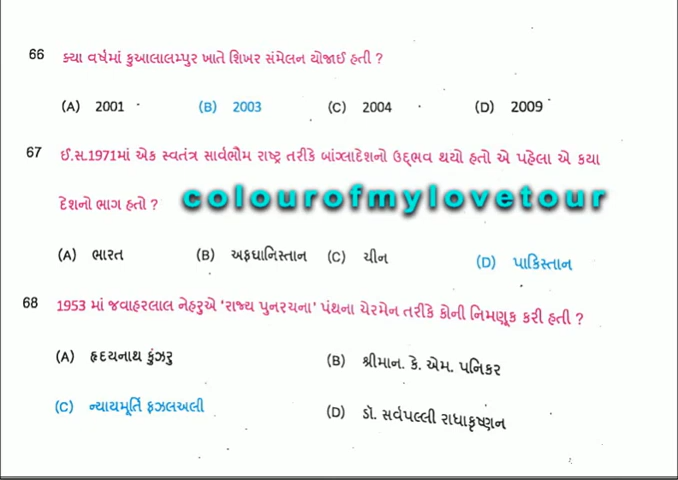 66 ક્યા વર્ષમાં કુઆલાલમ્પુર ખાતે શિખર સંમેલન યોજાઈ હતી ?
(A) 2001 (B) 2003 (C) 2004 (D) 2009
67 ઈ.સ.1971માં એક સ્વતંત્ર સાર્વભૌમ રાષ્ટ્ર તરીકે બાંગ્લાદેશનો ઉદ્ભવ થયો હતો એ પહેલા એ કયા
દેશનો ભાગ હતો ? colourofmylovetour
(A) ભારત (B) અફઘાનિસ્તાન (C) ચીન (D) પાકિસ્તાન
68 1953 માં જવાહરલાલ નેહરુએ 'રાજ્ય પુનરચના' પંથના ચેરમેન તરીકે કોની નિમણૂક કરી હતી ?
(A) હૃદયનાથ કુંઝરુ (B) શ્રીમાન. કે. એમ. પનિકર
(C) ન્યાયમૂર્તિ ફઝલઅલી (D) ડૉ. સર્વપલ્લી રાધાકૃષ્ણન